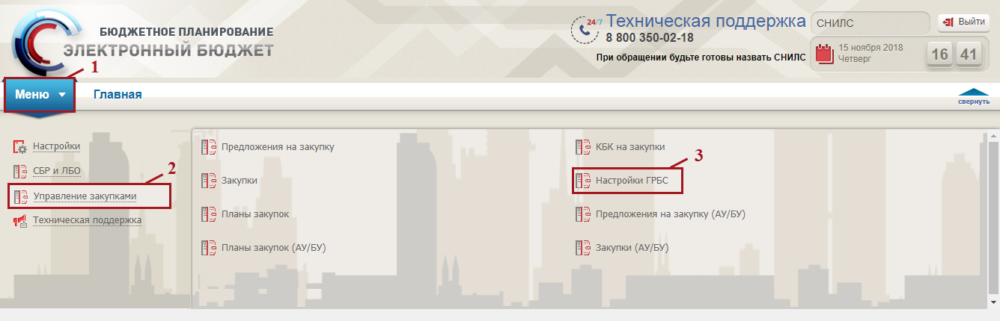 БЮДЖЕТНОЕ ПЛАНИРОВАНИЕ
ЭЛЕКТРОННЫЙ БЮДЖЕТ
24/7
Техническая поддержка
8 800 350-02-18
При обращении будьте готовы назвать СНИЛС
СНИЛС
Выйти
15 ноября 2018
Четверг
16 41
1
Меню
Главная
свернуть
Настройки
СБР и ЛБО
2
Управление закупками
Техническая поддержка
Предложения на закупку
Закупки
Планы закупок
Планы закупок (АУ/БУ)
КБК на закупки
3
Настройки ГРБС
Предложения на закупку (АУ/БУ)
Закупки (АУ/БУ)